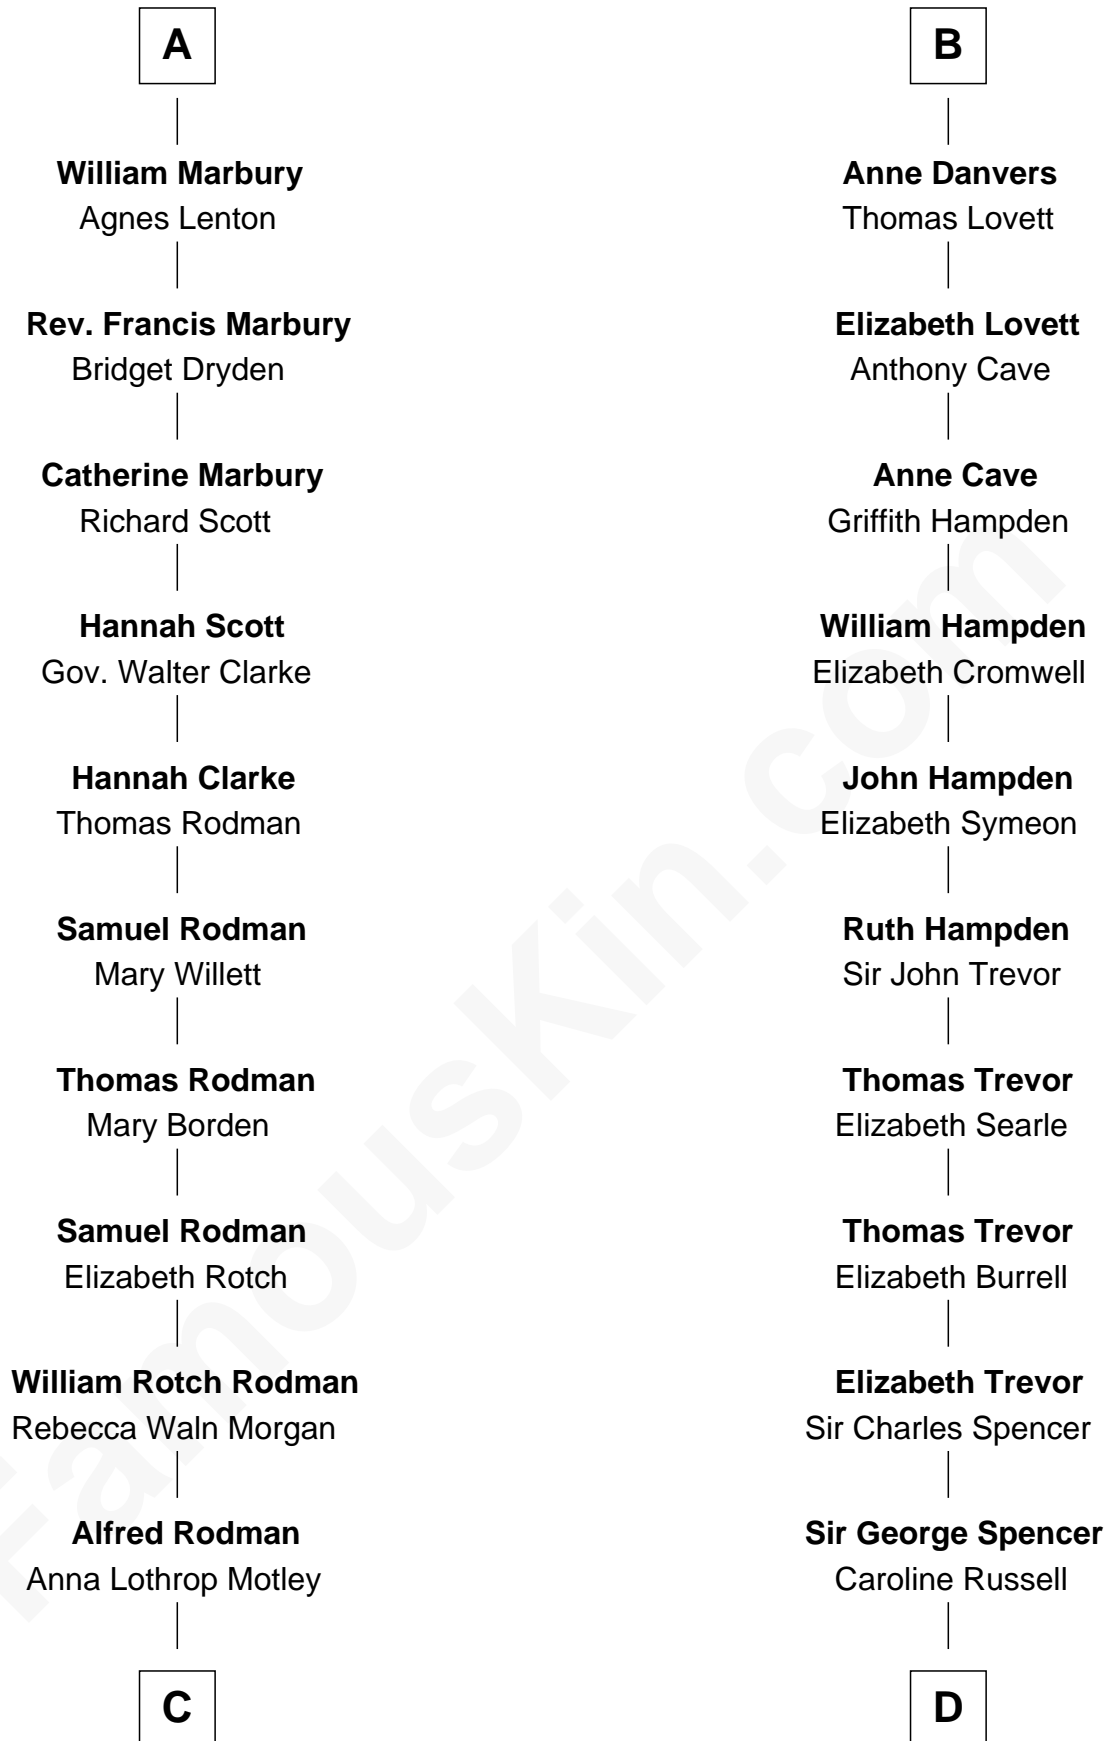 A
William Marbury
Agnes Lenton
Rev. Francis Marbury
Bridget Dryden
Catherine Marbury
Richard Scott
Hannah Scott
Gov. Walter Clarke
Hannah Clarke
Thomas Rodman
Samuel Rodman
Mary Willett
Thomas Rodman
Mary Borden
Samuel Rodman
Elizabeth Rotch
William Rotch Rodman
Rebecca Waln Morgan
Alfred Rodman
Anna Lothrop Motley
C
B
Anne Danvers
Thomas Lovett
Elizabeth Lovett
Anthony Cave
Anne Cave
Griffith Hampden
William Hampden
Elizabeth Cromwell
John Hampden
Elizabeth Symeon
Ruth Hampden
Sir John Trevor
Thomas Trevor
Elizabeth Searle
Thomas Trevor
Elizabeth Burrell
Elizabeth Trevor
Sir Charles Spencer
Sir George Spencer
Caroline Russell
D
FamousKin.com